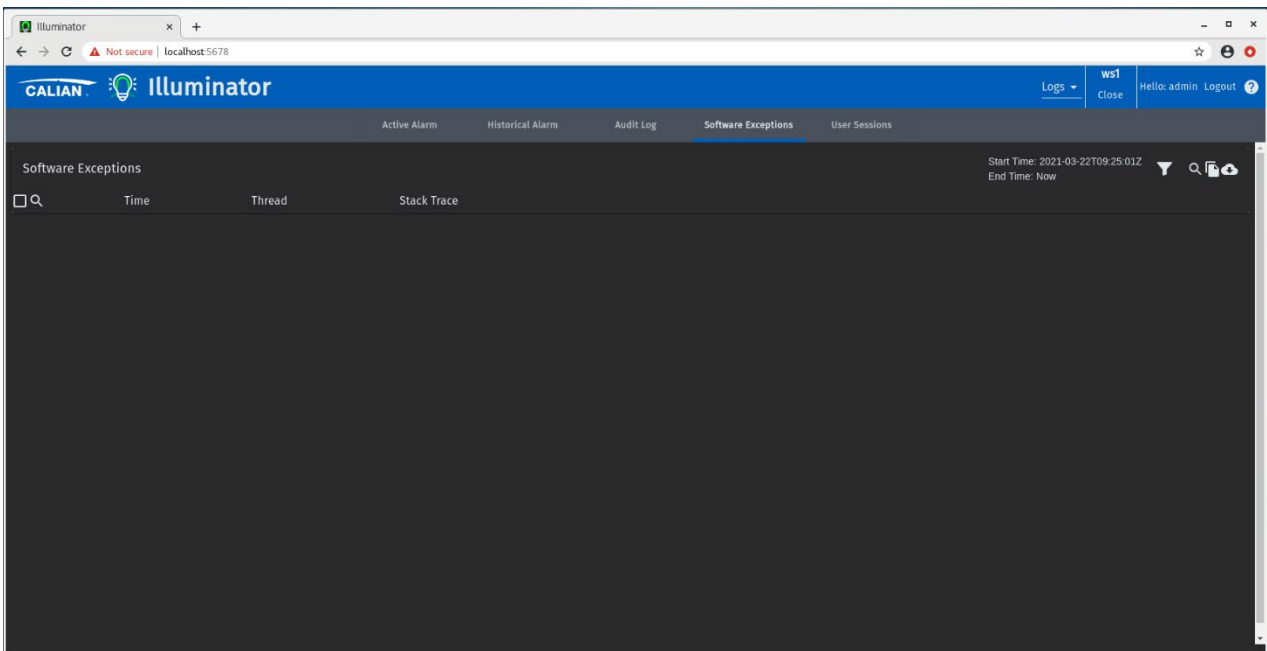 Illuminator
Not secure | localhost:5678
CALIAN Illuminator
Logs
ws1
Close
Hello: admin Logout ?
Active Alarm Historical Alarm Audit Log Software Exceptions User Sessions
Software Exceptions
Start Time: 2021-03-22T09:25:01Z
End Time: Now
Time Thread Stack Trace